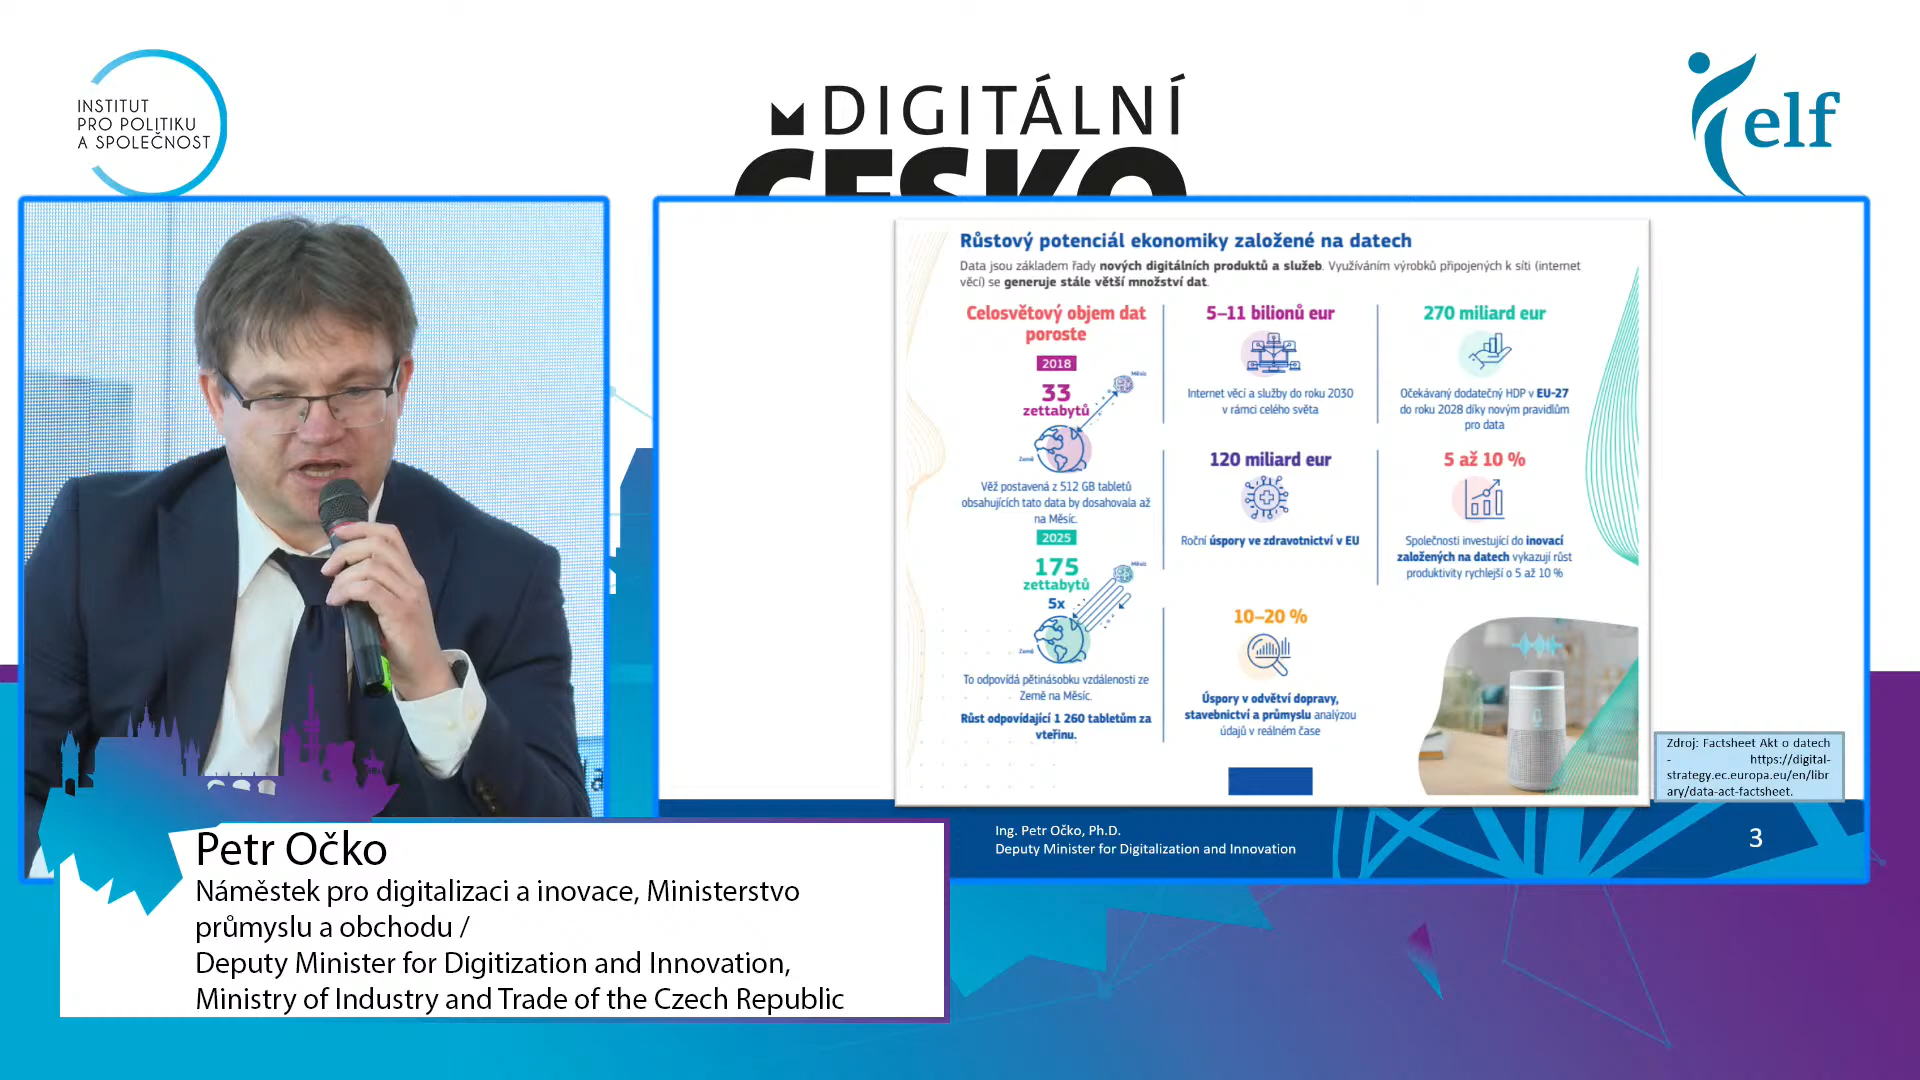 INSTITUT
PRO POLITIKU
A SPOLEČNOST
DIGITÁLNÍ
ČESKO
elf
Růstový potenciál ekonomiky založené na datech
Data jsou základem řady nových digitálních produktů a služeb. Využíváním výrobků připojených k síti (internet
věcí) se generuje stále větší množství dat.
Celosvětový objem dat
poroste
2018
33
zettabytů
Měsíc
Země
Věž postavená z 512 GB tabletů
obsahujících tato data by dosahovala až
na Měsíc.
2025
175
zettabytů
5x
Měsíc
Země
To odpovídá pětinásobku vzdálenosti ze
Země na Měsíc.
Růst odpovídající 1 260 tabletům za
vteřinu.
5–11 bilionů eur
Internet věcí a služby do roku 2030
v rámci celého světa
270 miliard eur
Očekávaný dodatečný HDP v EU-27
do roku 2028 díky novým pravidlům
pro data
120 miliard eur
Roční úspory ve zdravotnictví v EU
5 až 10 %
Společnosti investující do inovací
založených na datech vykazují růst
produktivity rychlejší o 5 až 10 %
10–20 %
Úspory v odvětví dopravy,
stavebnictví a průmyslu analýzou
údajů v reálném čase
Zdroj: Factsheet Akt o datech
- https://digital-
strategy.ec.europa.eu/en/libr
ary/data-act-factsheet.
Ing. Petr Očko, Ph.D.
Deputy Minister for Digitalization and Innovation
3
Petr Očko
Náměstek pro digitalizaci a inovace, Ministerstvo
průmyslu a obchodu /
Deputy Minister for Digitization and Innovation,
Ministry of Industry and Trade of the Czech Republic